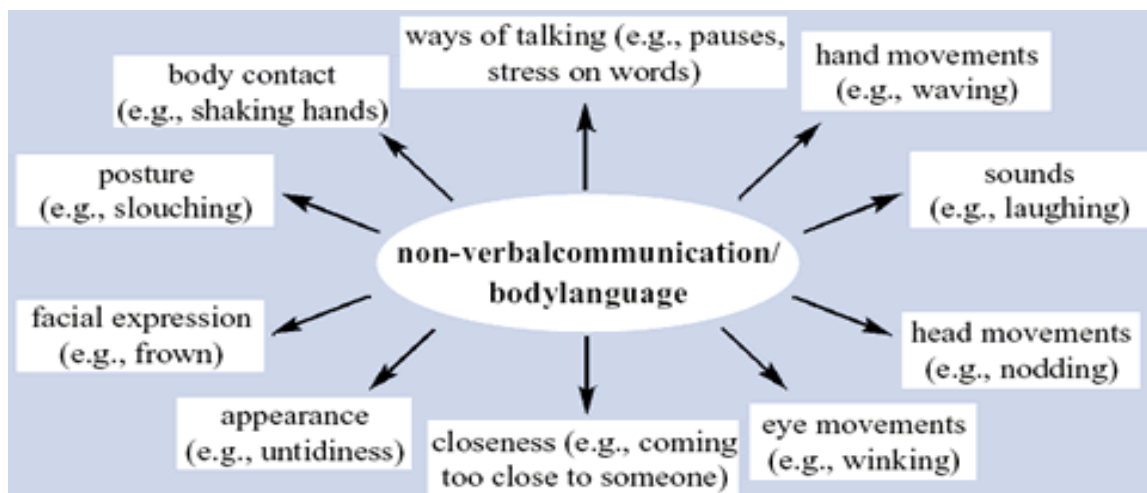 ways of talking (e.g., pauses,
stress on words)
hand movements
(e.g., waving)
body contact
(e.g., shaking hands)
posture
(e.g., slouching)
sounds
(e.g., laughing)
non-verbalcommunication/
bodylanguage
facial expression
(e.g., frown)
head movements
(e.g., nodding)
appearance
(e.g., untidiness)
closeness (e.g., coming
too close to someone)
eye movements
(e.g., winking)